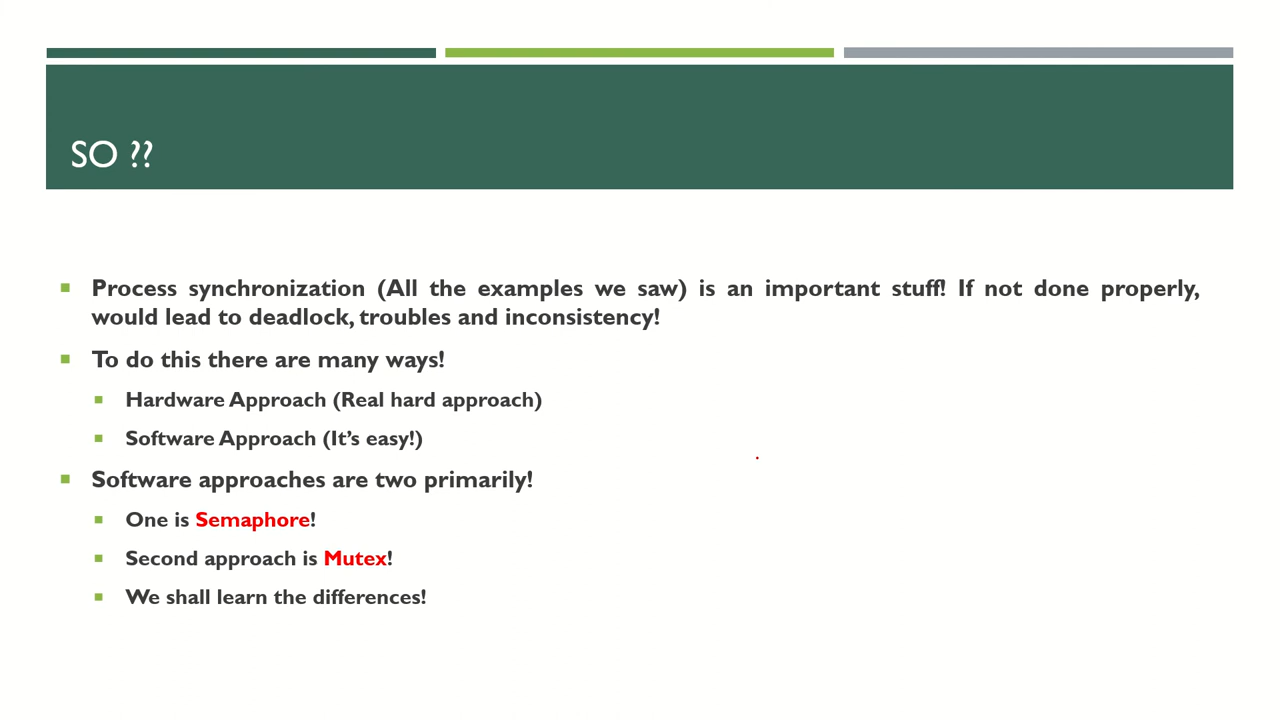 SO ??
Process synchronization (All the examples we saw) is an important stuff! If not done properly,
would lead to deadlock, troubles and inconsistency!
To do this there are many ways!
Hardware Approach (Real hard approach)
Software Approach (It’s easy!)
Software approaches are two primarily!
One is Semaphore!
Second approach is Mutex!
We shall learn the differences!